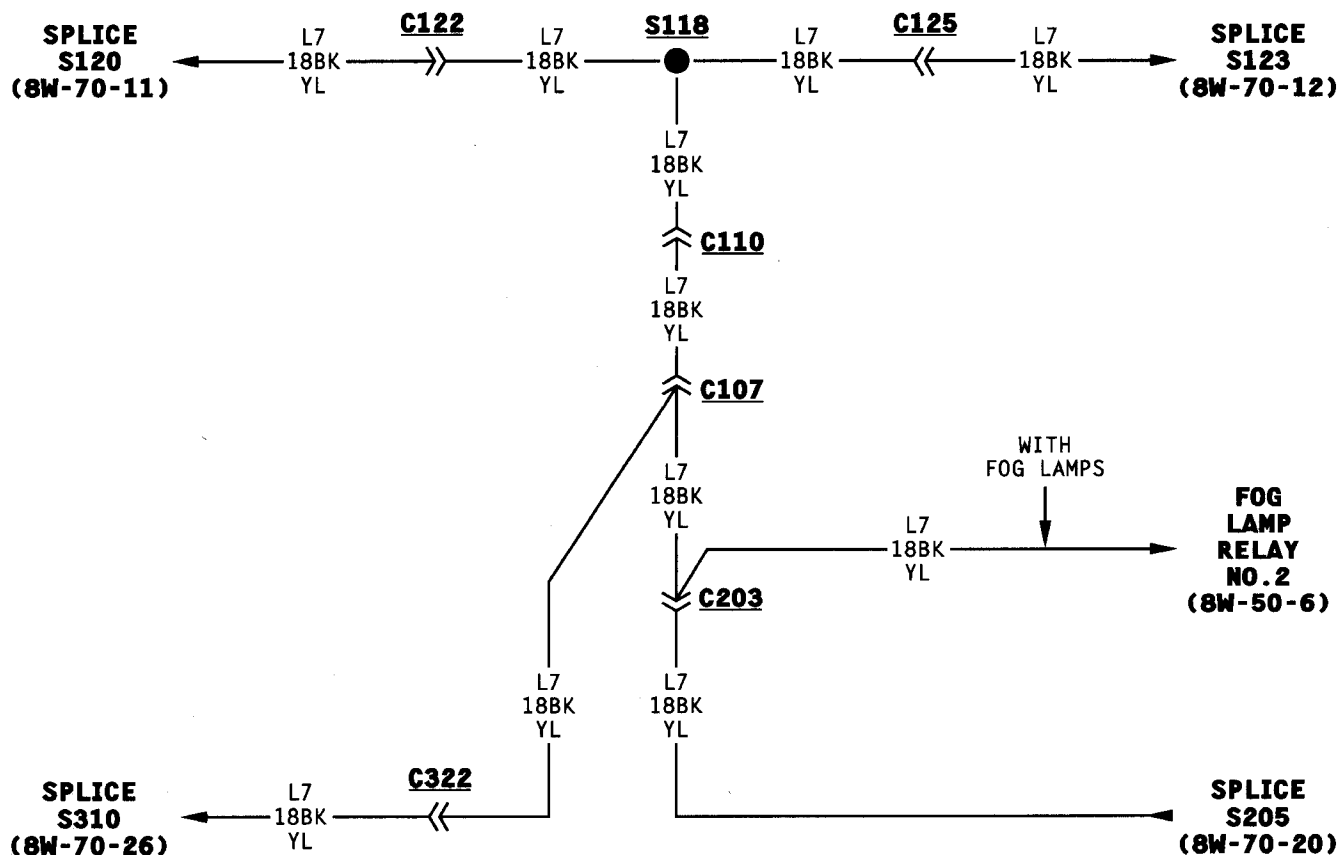 SPLICE
S120
(8W-70-11)
L7
18BK
YL
C122
L7
18BK
YL
S118
L7
18BK
YL
C125
L7
18BK
YL
SPLICE
S123
(8W-70-12)
L7
18BK
YL
C110
L7
18BK
YL
C107
L7
18BK
YL
WITH
FOG LAMPS
L7
18BK
YL
FOG
LAMP
RELAY
NO.2
(8W-50-6)
C203
L7
18BK
YL
L7
18BK
YL
SPLICE
S310
(8W-70-26)
L7
18BK
YL
C322
SPLICE
S205
(8W-70-20)